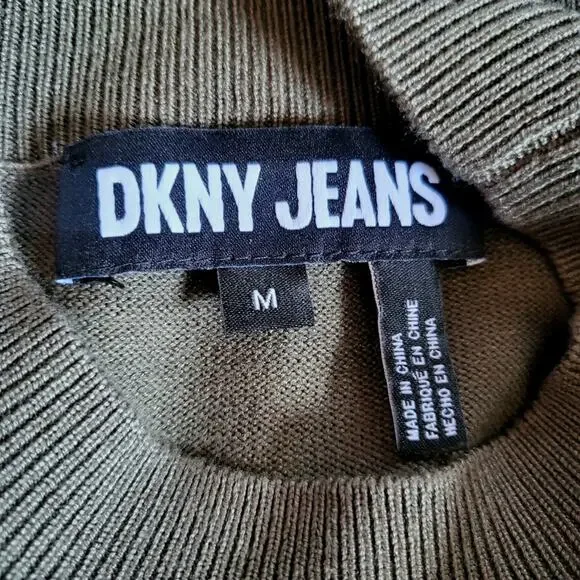 DKNY JEANS
M
MADE IN CHINA
FABRIQUÉ EN CHINE
HECHO EN CHINA